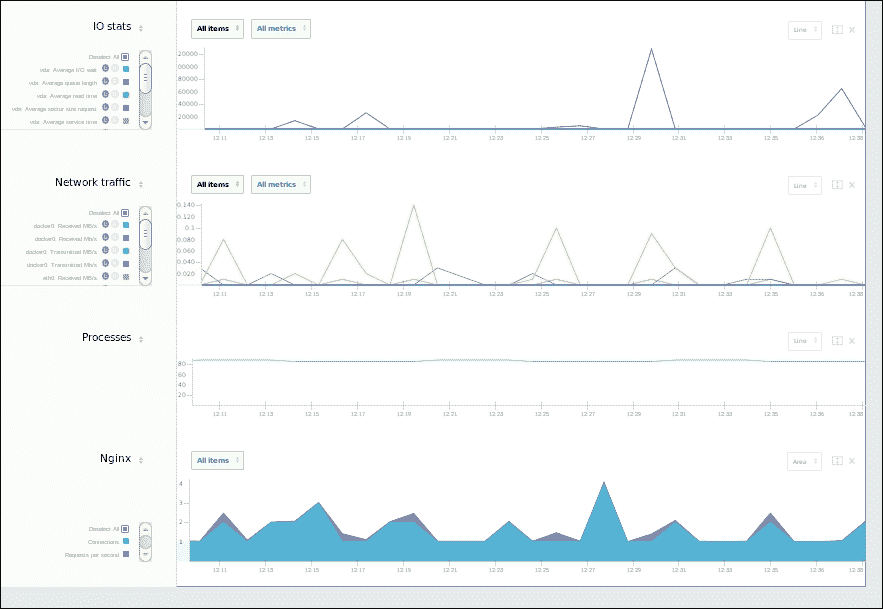 IO stats
All items
All metrics
Line
Deselect All
vda: Average I/O wait
vda: Average queue length
vda: Average read time
vda: Average service time
20000
80000
60000
40000
20000
12:11
12:13
12:15
12:17
12:19
12:21
12:23
12:25
12:27
12:29
12:31
12:33
12:35
12:36
12:38
Network traffic
All items
All metrics
Line
Deselect All
docker0: Received MB/s
docker0: Received MB/s
docker0: Transmitted MB/s
docker0: Transmitted MB/s
eth0: Received MB/s
0.140
0.120
0.1
0.080
0.060
0.040
0.020
12:11
12:13
12:15
12:17
12:19
12:21
12:23
12:25
12:27
12:29
12:31
12:33
12:35
12:36
12:38
Processes
Line
80
60
40
20
12:11
12:13
12:15
12:17
12:19
12:21
12:23
12:25
12:27
12:29
12:31
12:33
12:35
12:36
12:38
Nginx
All items
Area
Deselect All
Connections
Requests per second
4
3
2
1
12:11
12:13
12:15
12:17
12:19
12:21
12:23
12:25
12:27
12:29
12:31
12:33
12:35
12:36
12:38